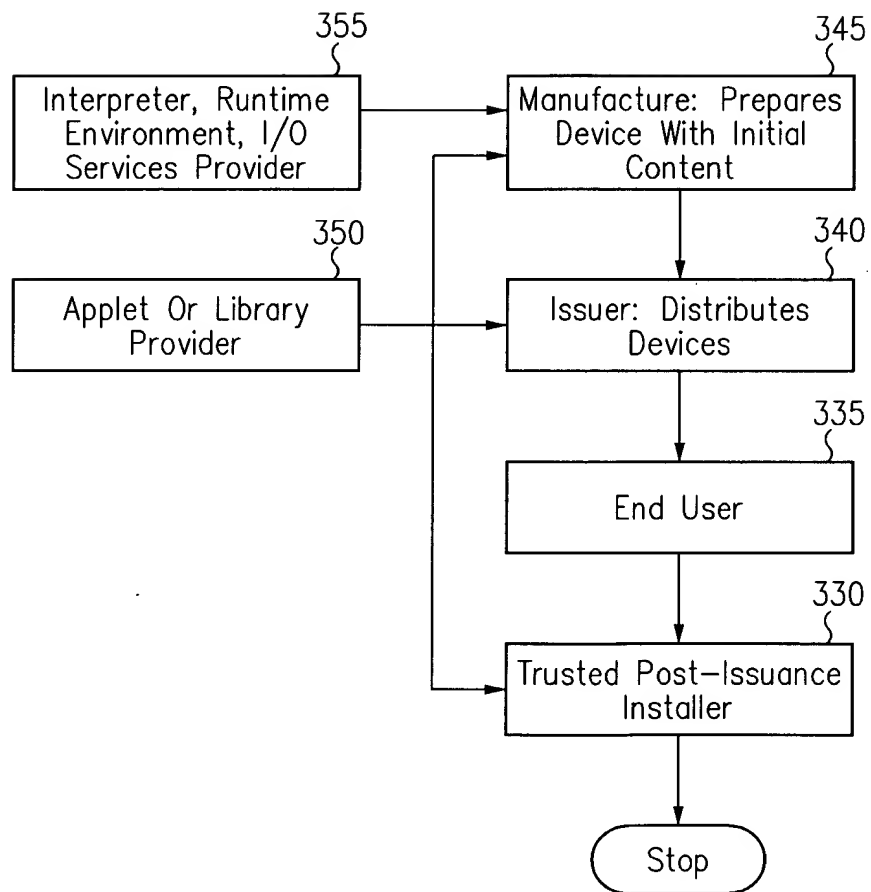 355
Interpreter, Runtime
Environment, I/O
Services Provider
345
Manufacture: Prepares
Device With Initial
Content
350
Applet Or Library
Provider
340
Issuer: Distributes
Devices
335
End User
330
Trusted Post-Issuance
Installer
Stop